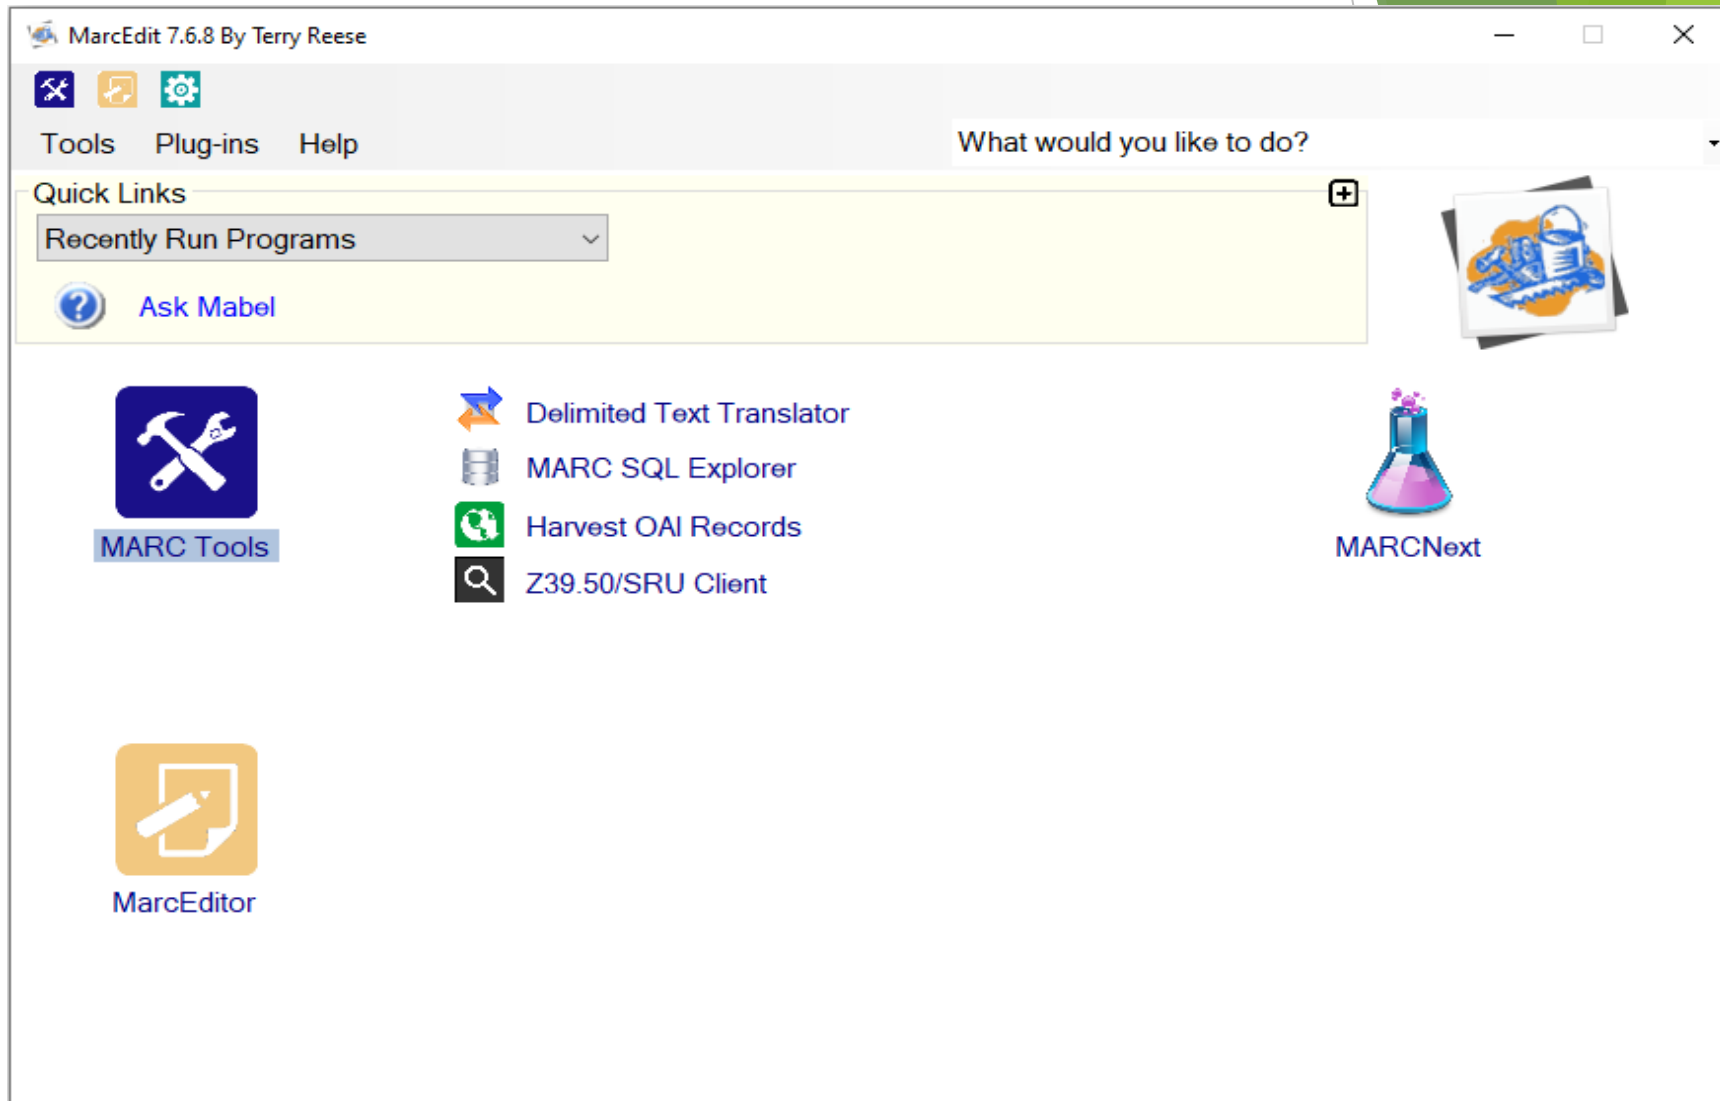 MarcEdit 7.6.8 By Terry Reese
Tools Plug-ins Help What would you like to do?
Quick Links
Recently Run Programs
Ask Mabel
Delimited Text Translator
MARC SQL Explorer
Harvest OAI Records
Z39.50/SRU Client
MARC Tools
MARCNext
MarcEditor